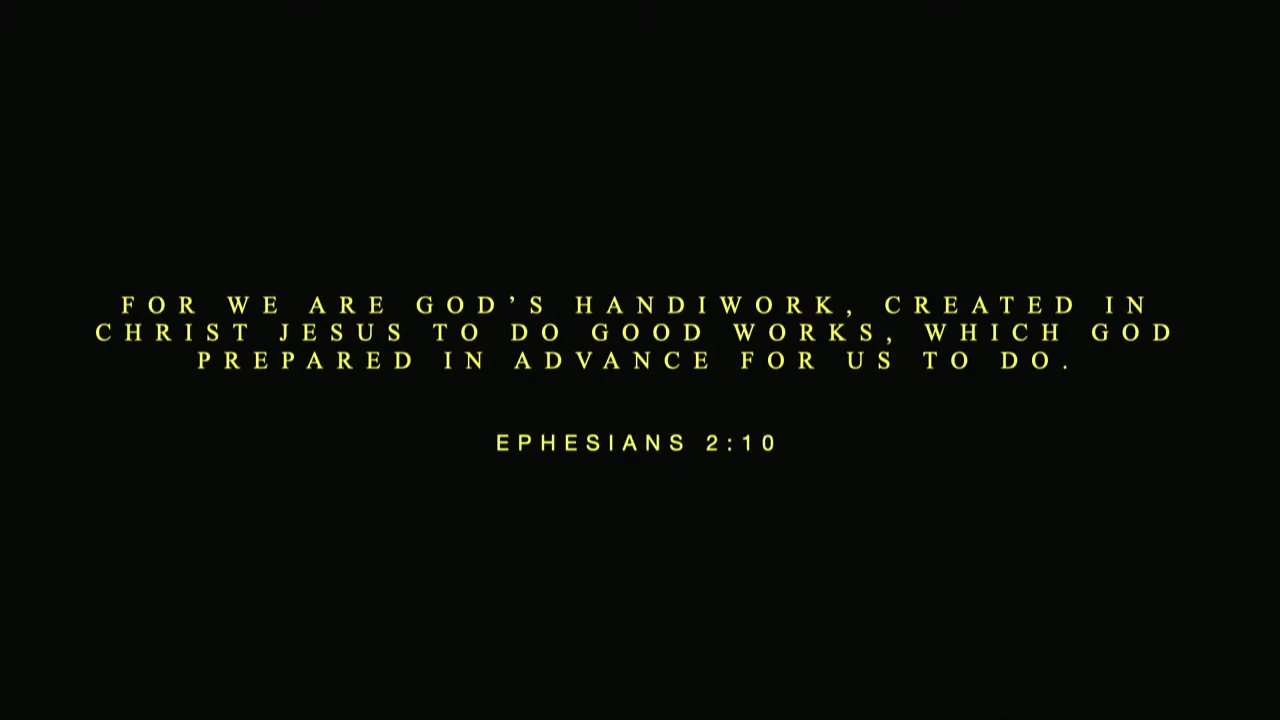 FOR WE ARE GOD’S HANDIWORK, CREATED IN
CHRIST JESUS TO DO GOOD WORKS, WHICH GOD
PREPARED IN ADVANCE FOR US TO DO.
EPHESIANS 2:10